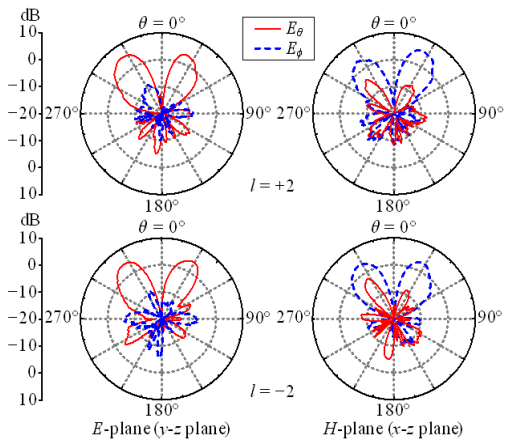 dB
10
0
−10
−20
−10
0
10
θ = 0°
270°
90°
180°
E_θ
E_ϕ
θ = 0°
270°
90°
180°
l = +2
dB
10
0
−10
−20
−10
0
10
θ = 0°
270°
90°
180°
θ = 0°
270°
90°
180°
l = −2
E-plane (y-z plane)
H-plane (x-z plane)